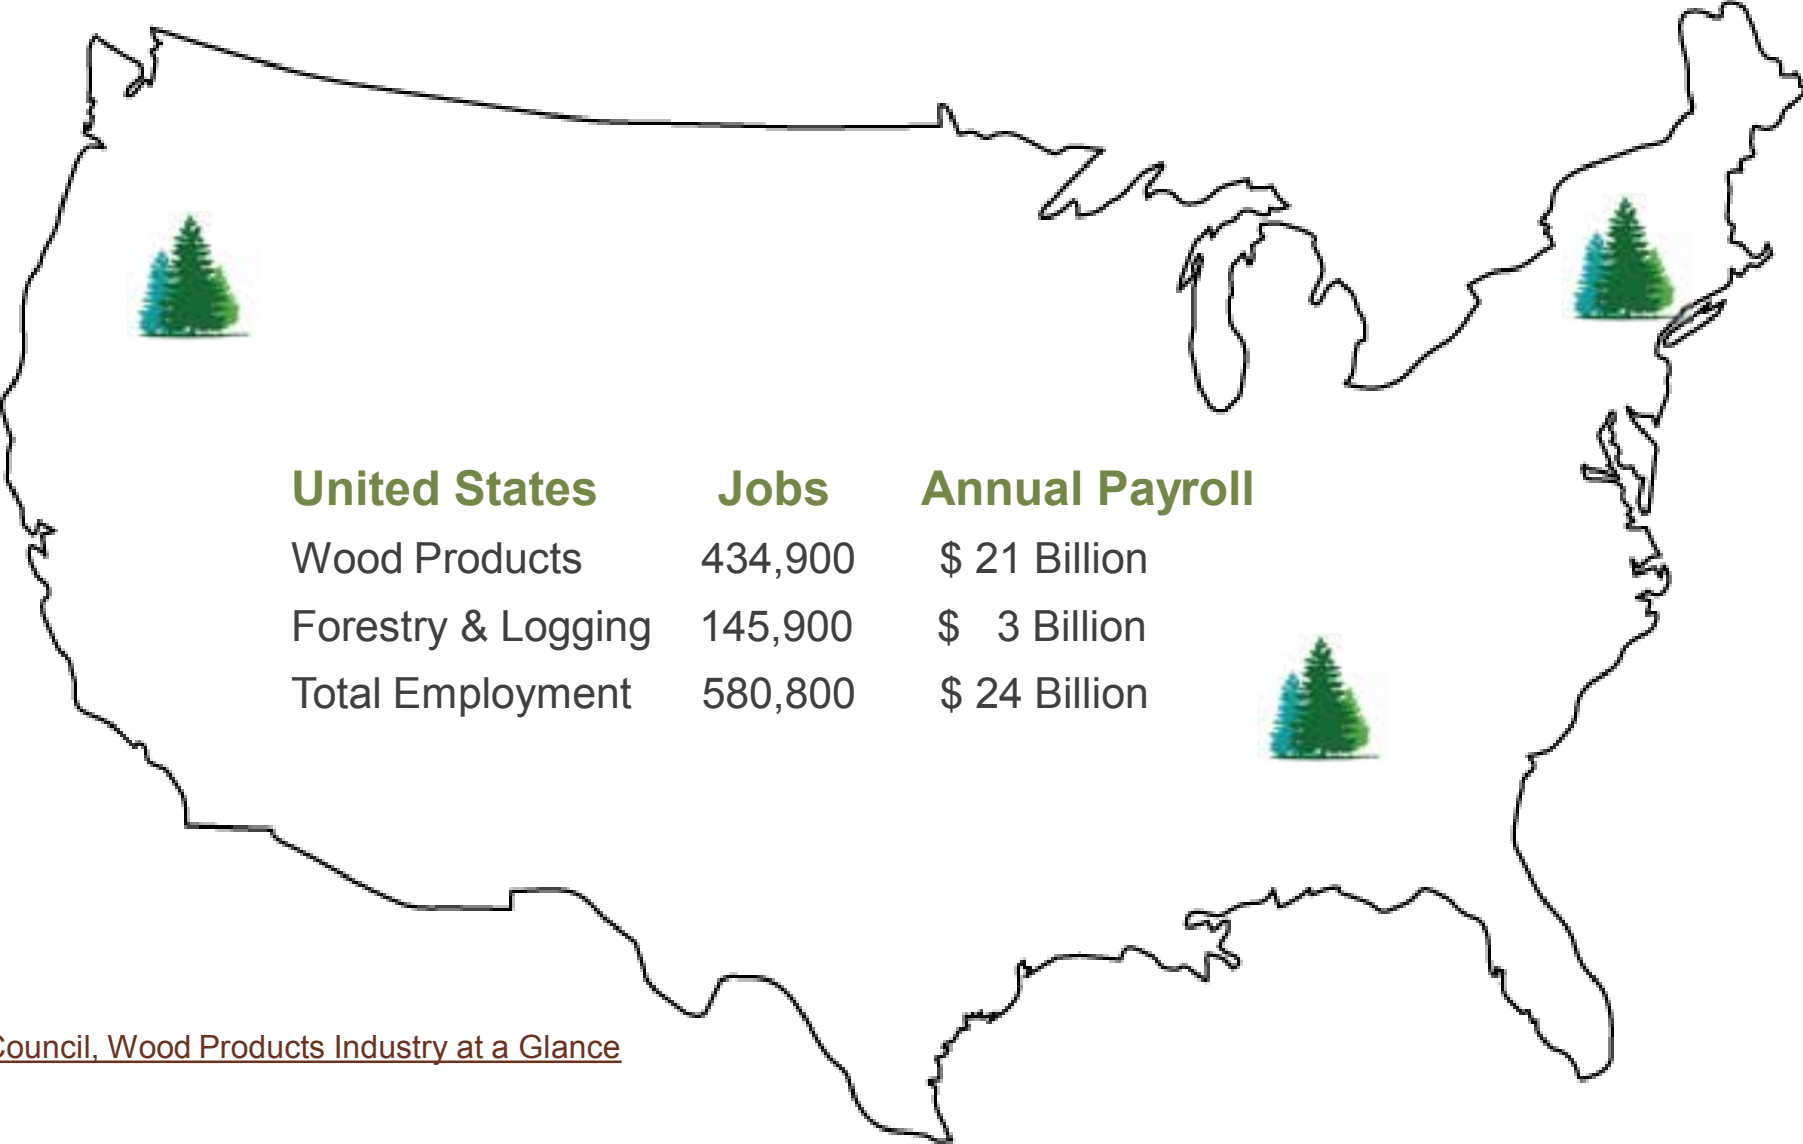 United States Jobs Annual Payroll
Wood Products 434,900 $ 21 Billion
Forestry & Logging 145,900 $ 3 Billion
Total Employment 580,800 $ 24 Billion
Council, Wood Products Industry at a Glance